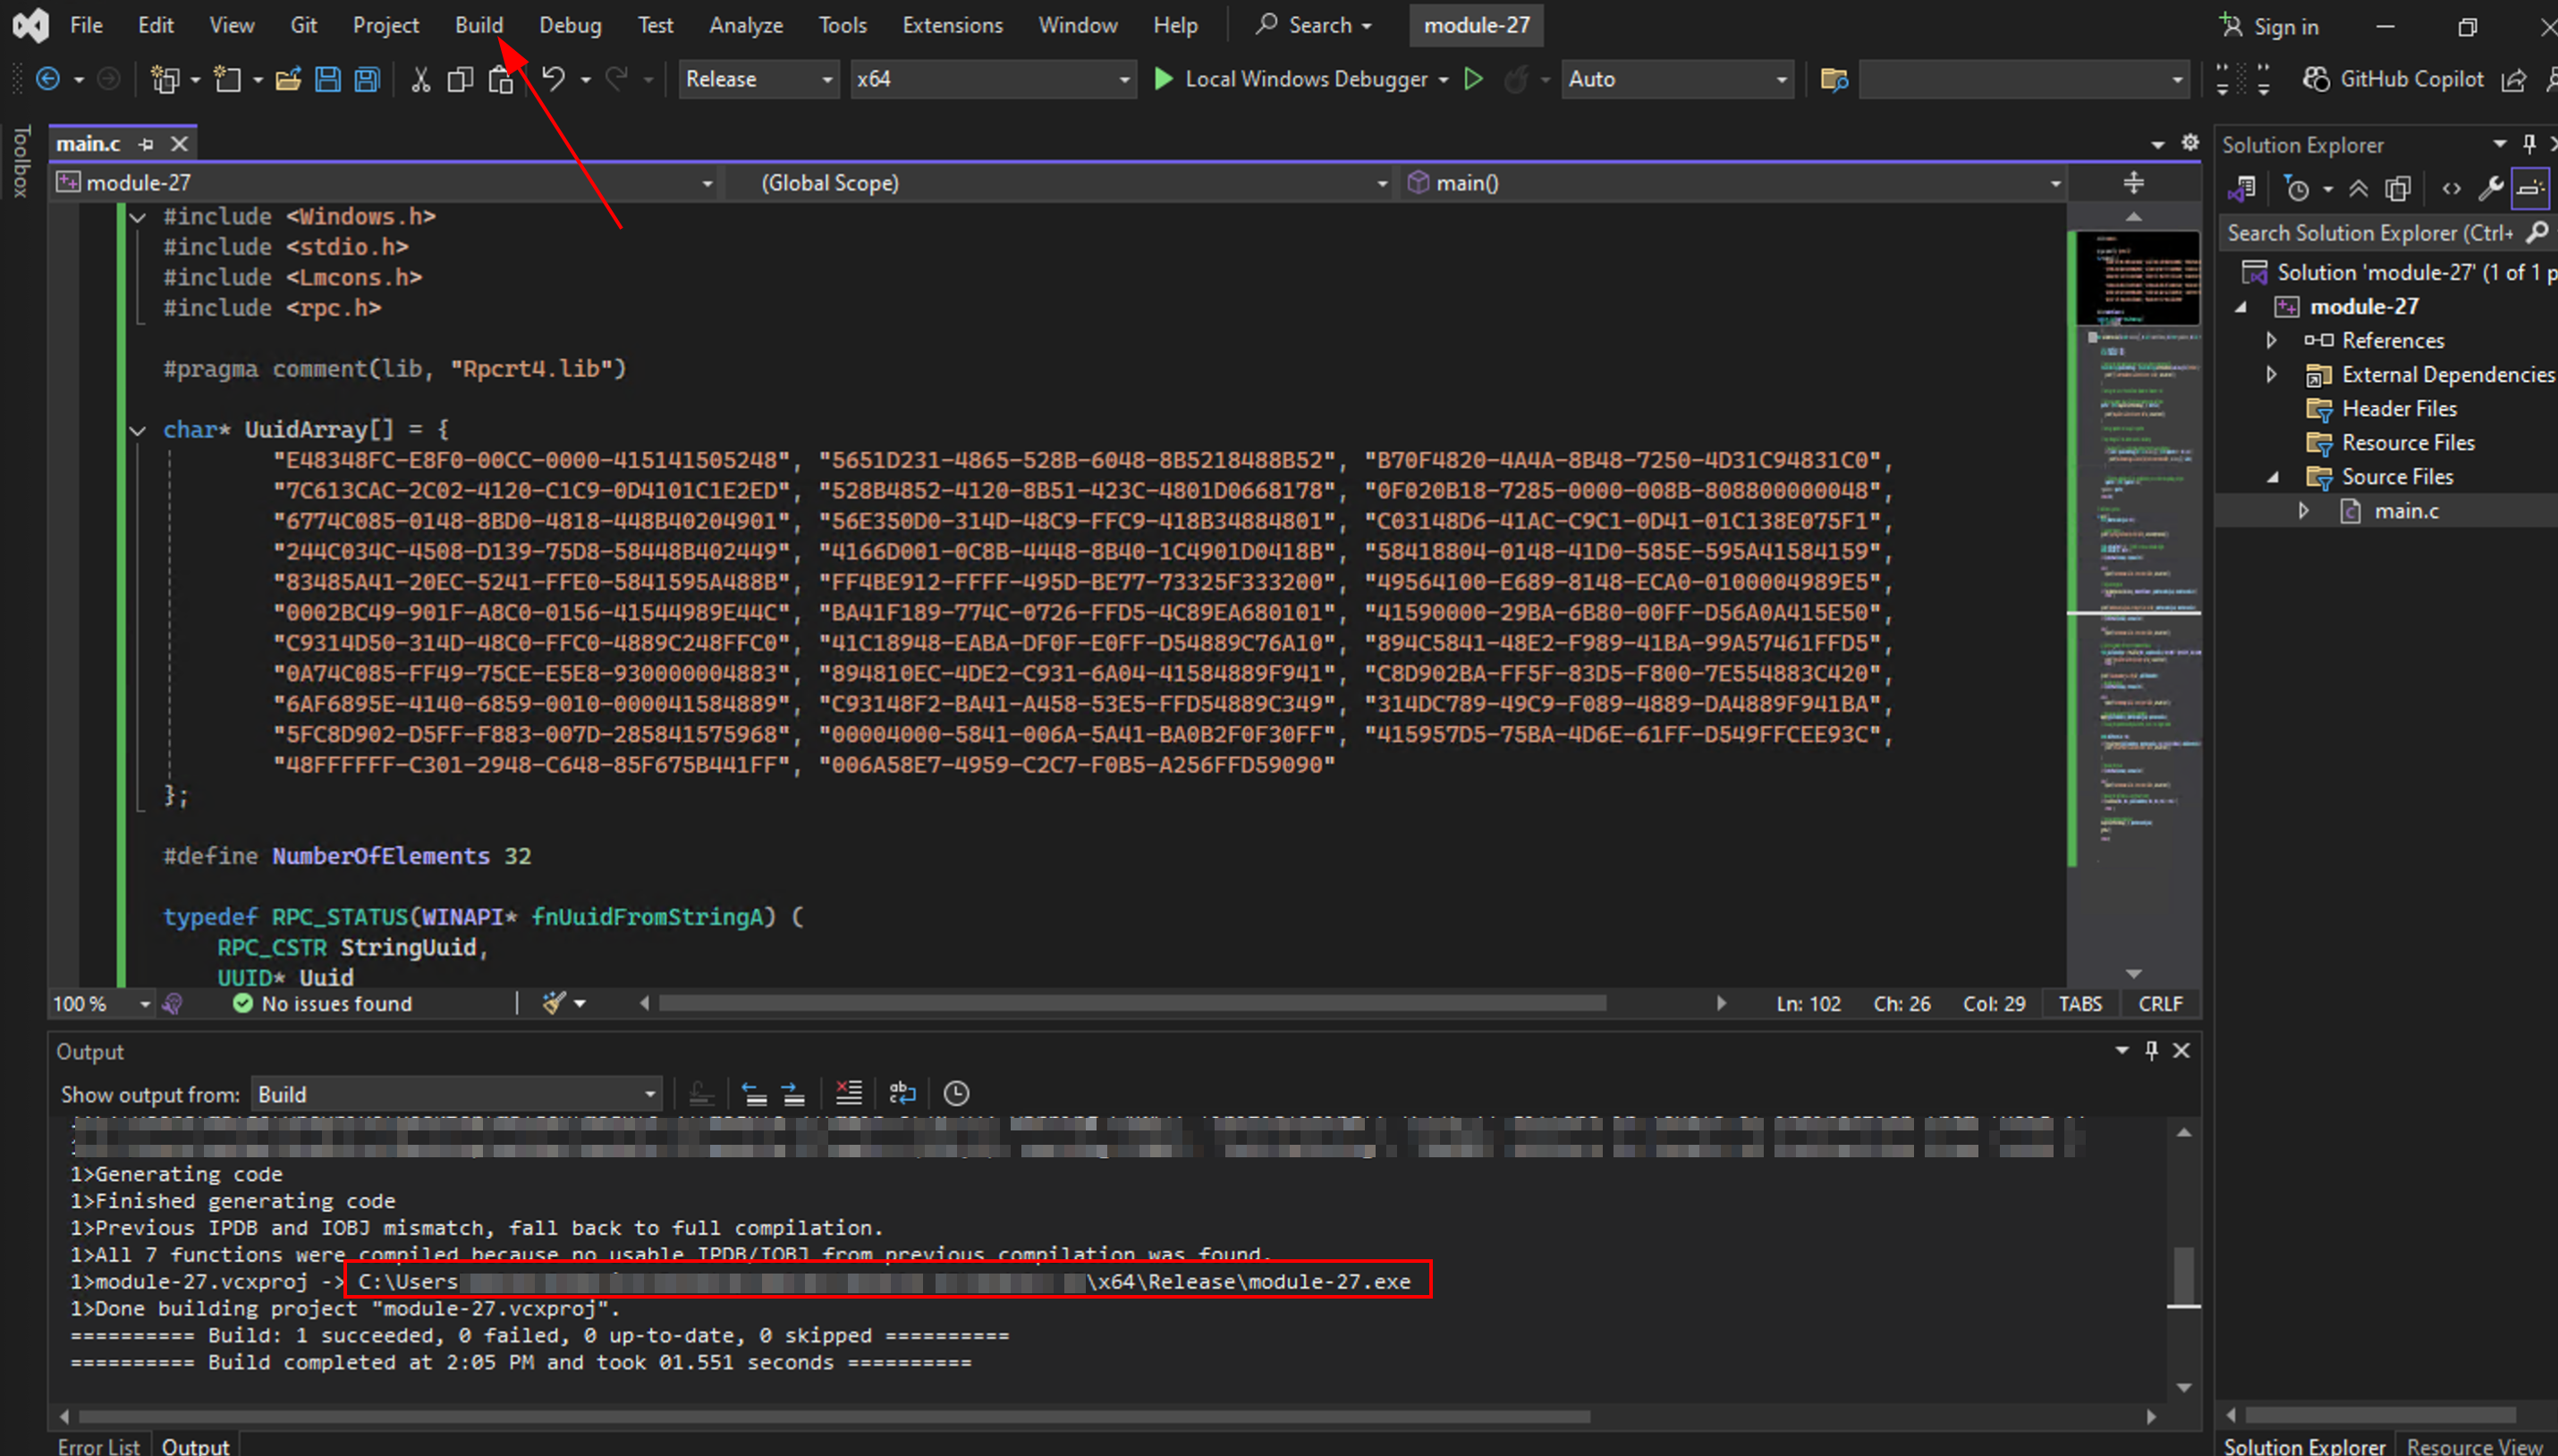 File Edit View Git Project Build Debug Test Analyze Tools Extensions Window Help Search module-27 Sign in
Release x64 Local Windows Debugger Auto GitHub Copilot
Toolbox
main.c
module-27 (Global Scope) main()
#include <Windows.h>
#include <stdio.h>
#include <Lmcons.h>
#include <rpc.h>
#pragma comment(lib, "Rpcrt4.lib")
char* UuidArray[] = {
"E48348FC-E8F0-00CC-0000-415141505248", "5651D231-4865-528B-6048-8B5218488B52", "B70F4820-4A4A-8B48-7250-4D31C94831C0",
"7C613CAC-2C02-4120-C1C9-0D4101C1E2ED", "528B4852-4120-8B51-423C-4801D0668178", "0F020B18-7285-0000-008B-808800000048",
"6774C085-0148-8BD0-4818-448B40204901", "56E350D0-314D-48C9-FFC9-418B34884801", "C03148D6-41AC-C9C1-0D41-01C138E075F1",
"244C034C-4508-D139-75D8-58448B402449", "4166D001-0C8B-4448-8B40-1C4901D0418B", "58418804-0148-41D0-585E-595A41584159",
"83485A41-20EC-5241-FFE0-5841595A488B", "FF4BE912-FFFF-495D-BE77-73325F333200", "49564100-E689-8148-ECA0-0100004989E5",
"0002BC49-901F-A8C0-0156-41544989E44C", "BA41F189-774C-0726-FFD5-4C89EA680101", "41590000-29BA-6B80-00FF-D56A0A415E50",
"C9314D50-314D-48C0-FFC0-4889C248FFC0", "41C18948-EABA-DF0F-E0FF-D54889C76A10", "894C5841-48E2-F989-41BA-99A57461FFD5",
"0A74C085-FF49-75CE-E5E8-930000004883", "894810EC-4DE2-C931-6A04-41584889F941", "C8D902BA-FF5F-83D5-F800-7E554883C420",
"6AF6895E-4140-6859-0010-000041584889", "C93148F2-BA41-A458-53E5-FFD54889C349", "314DC789-49C9-F089-4889-DA4889F941BA",
"5FC8D902-D5FF-F883-007D-285841575968", "00004000-5841-006A-5A41-BA0B2F0F30FF", "415957D5-75BA-4D6E-61FF-D549FFCEE93C",
"48FFFFFF-C301-2948-C648-85F675B441FF", "006A58E7-4959-C2C7-F0B5-A256FFD59090"
};
#define NumberOfElements 32
typedef RPC_STATUS(WINAPI* fnUuidFromStringA) (
RPC_CSTR StringUuid,
UUID* Uuid
100 % No issues found Ln: 102 Ch: 26 Col: 29 TABS CRLF
Output
Show output from: Build
1>Generating code
1>Finished generating code
1>Previous IPDB and IOBJ mismatch, fall back to full compilation.
1>All 7 functions were compiled because no usable IPDB/IOBJ from previous compilation was found.
1>module-27.vcxproj -> C:\Users \x64\Release\module-27.exe
1>Done building project "module-27.vcxproj".
========== Build: 1 succeeded, 0 failed, 0 up-to-date, 0 skipped ==========
========== Build completed at 2:05 PM and took 01.551 seconds ==========
Error List Output
Solution Explorer
Search Solution Explorer (Ctrl+
Solution 'module-27' (1 of 1 p
module-27
References
External Dependencies
Header Files
Resource Files
Source Files
main.c
Solution Explorer Resource View